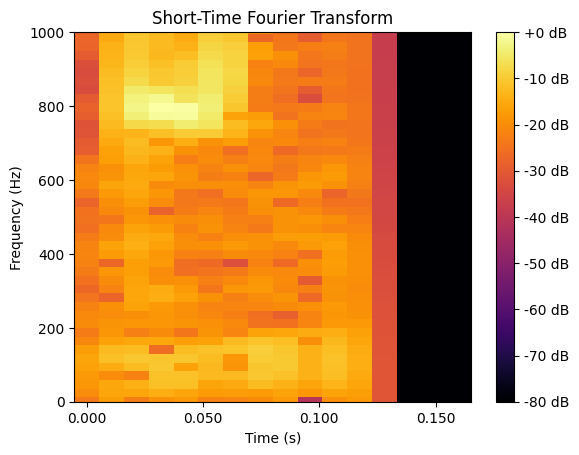 Short-Time Fourier Transform
1000
800
600
400
200
0
Frequency (Hz)
0.000
0.050
0.100
0.150
Time (s)
+0 dB
-10 dB
-20 dB
-30 dB
-40 dB
-50 dB
-60 dB
-70 dB
-80 dB